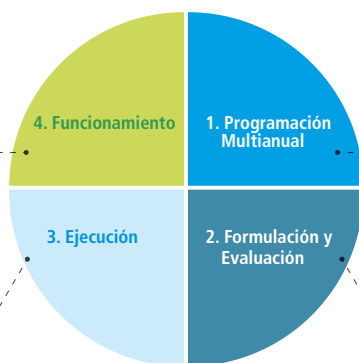 4. Funcionamiento
1. Programación
Multianual
3. Ejecución
2. Formulación y
Evaluación